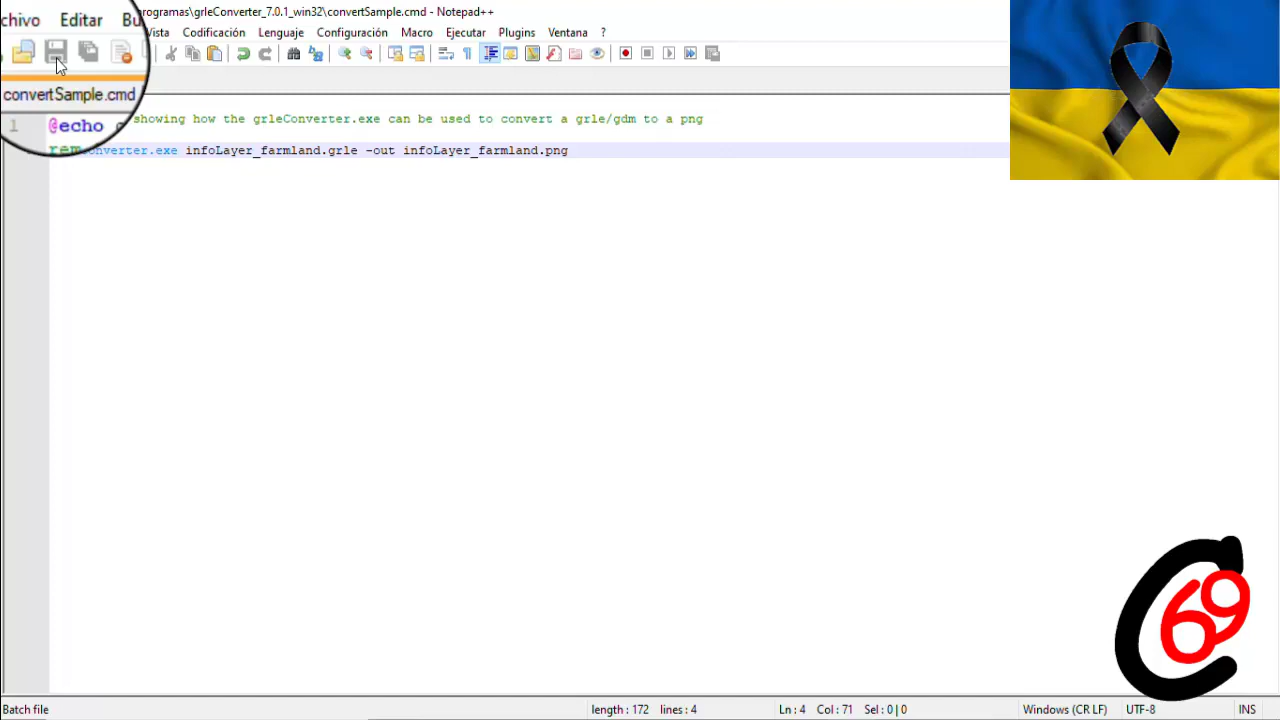 rogramas\grleConverter_7.0.1_win32\convertSample.cmd - Notepad++
chivo Editar Bu ista Codificación Lenguaje Configuración Macro Ejecutar Plugins Ventana ?
convertSample.cmd
1 @echo showing how the grleConverter.exe can be used to convert a grle/gdm to a png
rem onverter.exe infoLayer_farmland.grle -out infoLayer_farmland.png
C69
Batch file length : 172 lines : 4 Ln : 4 Col : 71 Sel : 0 | 0 Windows (CR LF) UTF-8 INS